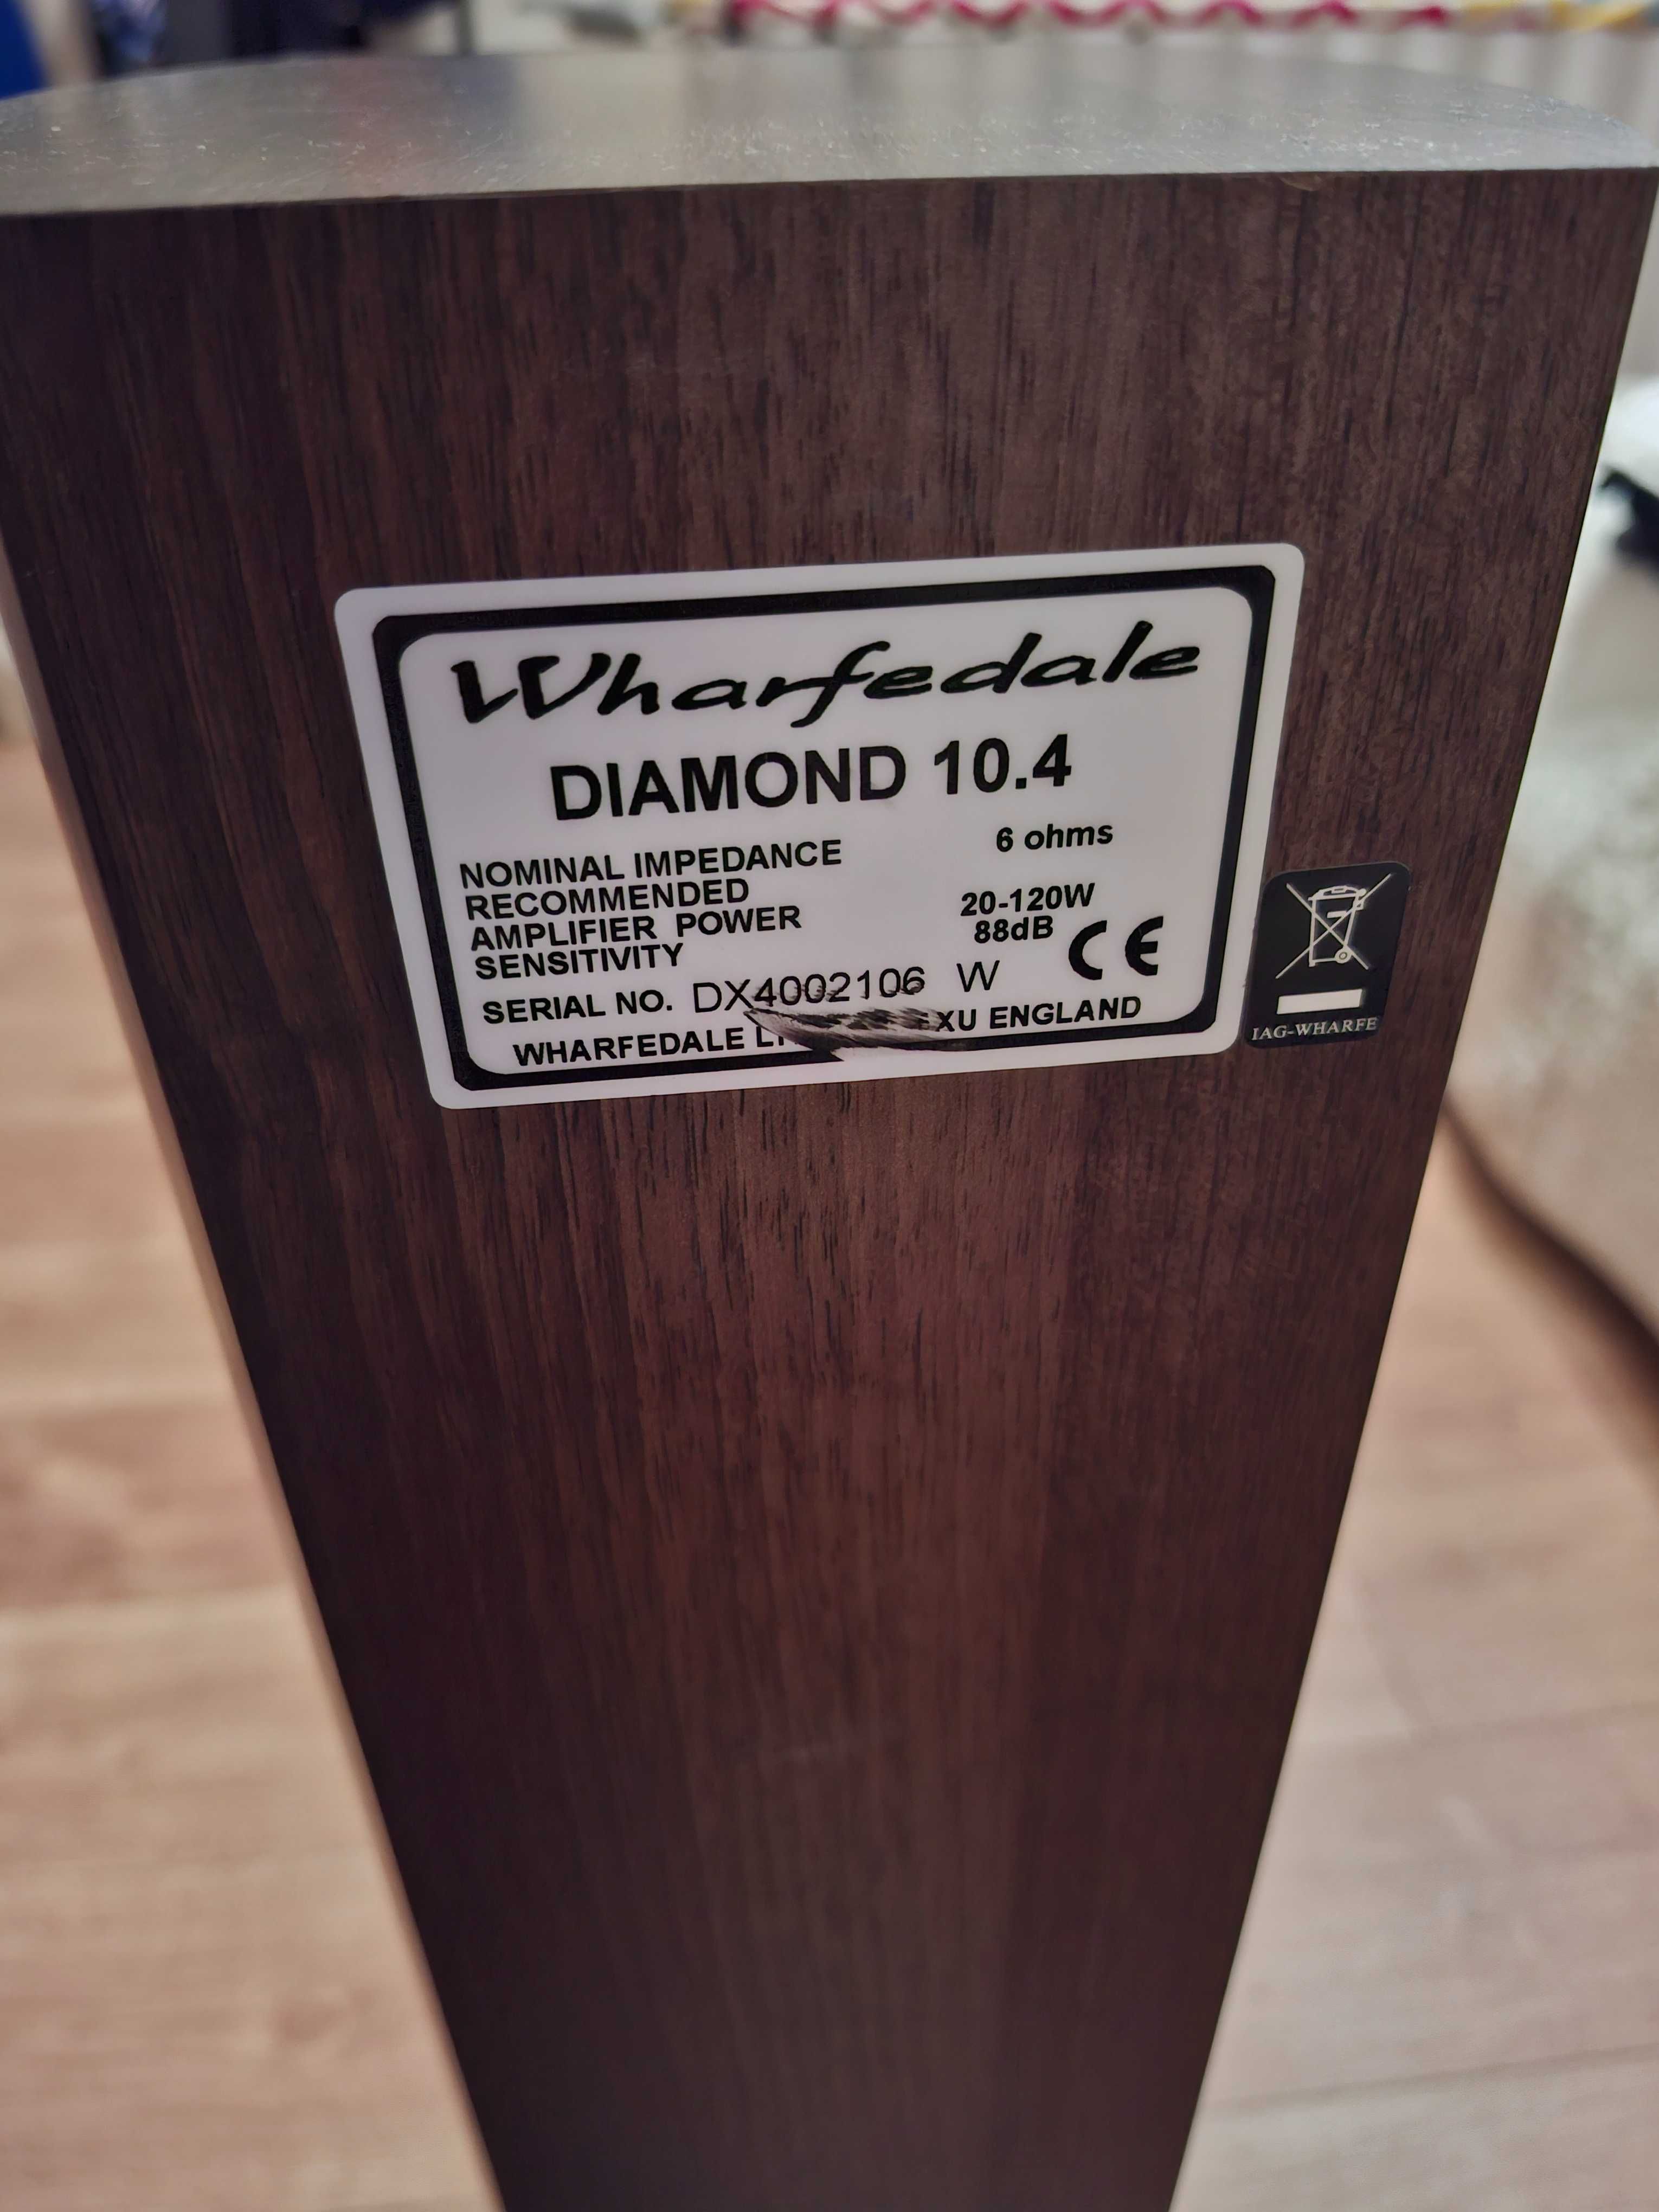 Wharfedale
DIAMOND 10.4
NOMINAL IMPEDANCE 6 ohms
RECOMMENDED
AMPLIFIER POWER 20-120W
SENSITIVITY 88dB CE
SERIAL NO. DX4002106 W
WHARFEDALE XU ENGLAND
IAG-WHARFE